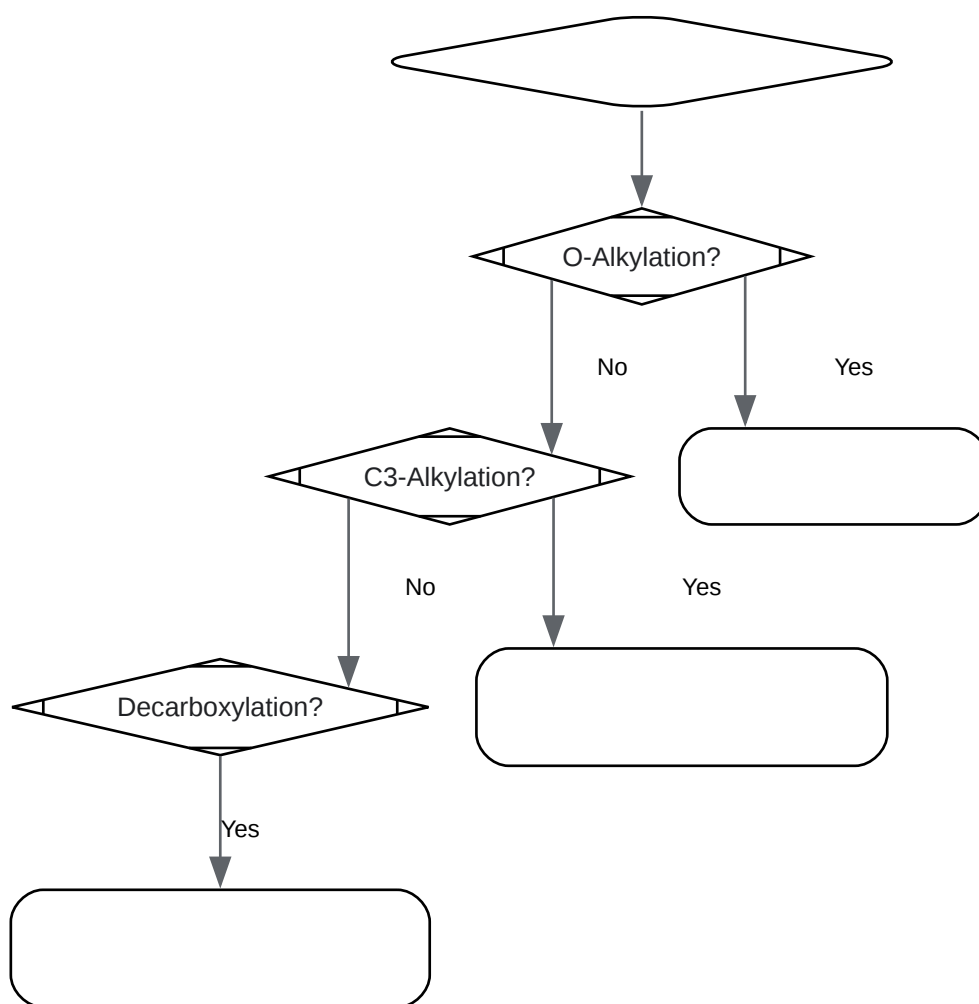 O-Alkylation?
No
Yes
C3-Alkylation?
No
Yes
Decarboxylation?
Yes